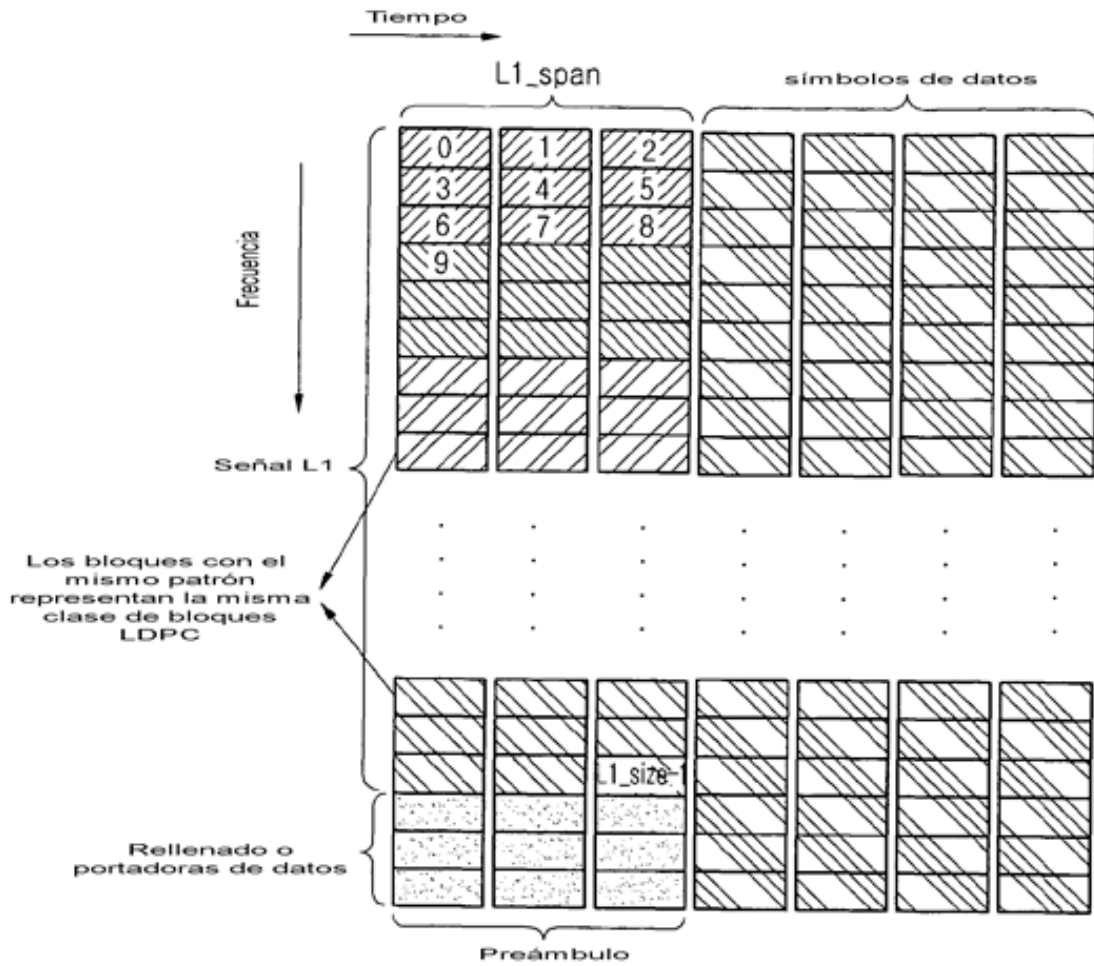 Tiempo
L1_span
símbolos de datos
0 1 2
3 4 5
6 7 8
9
Frecuencia
Señal L1
Los bloques con el
mismo patrón
representan la misma
clase de bloques
LDPC
L1_size-1
Rellenado o
portadoras de datos
Preámbulo